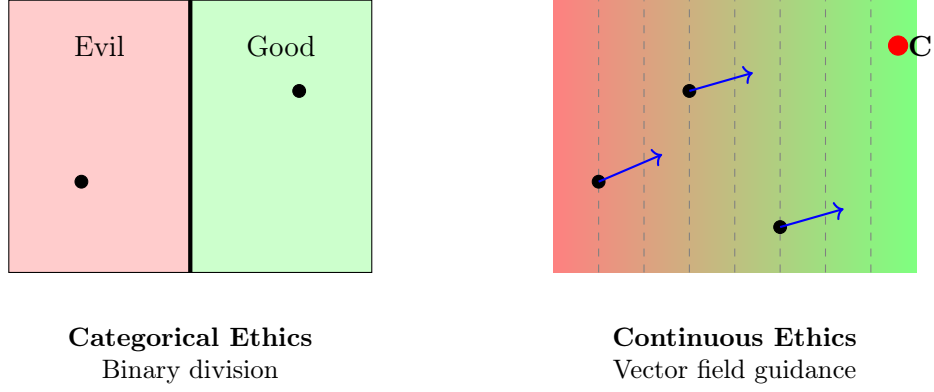 Evil
Good
C
Categorical Ethics
Binary division
Continuous Ethics
Vector field guidance